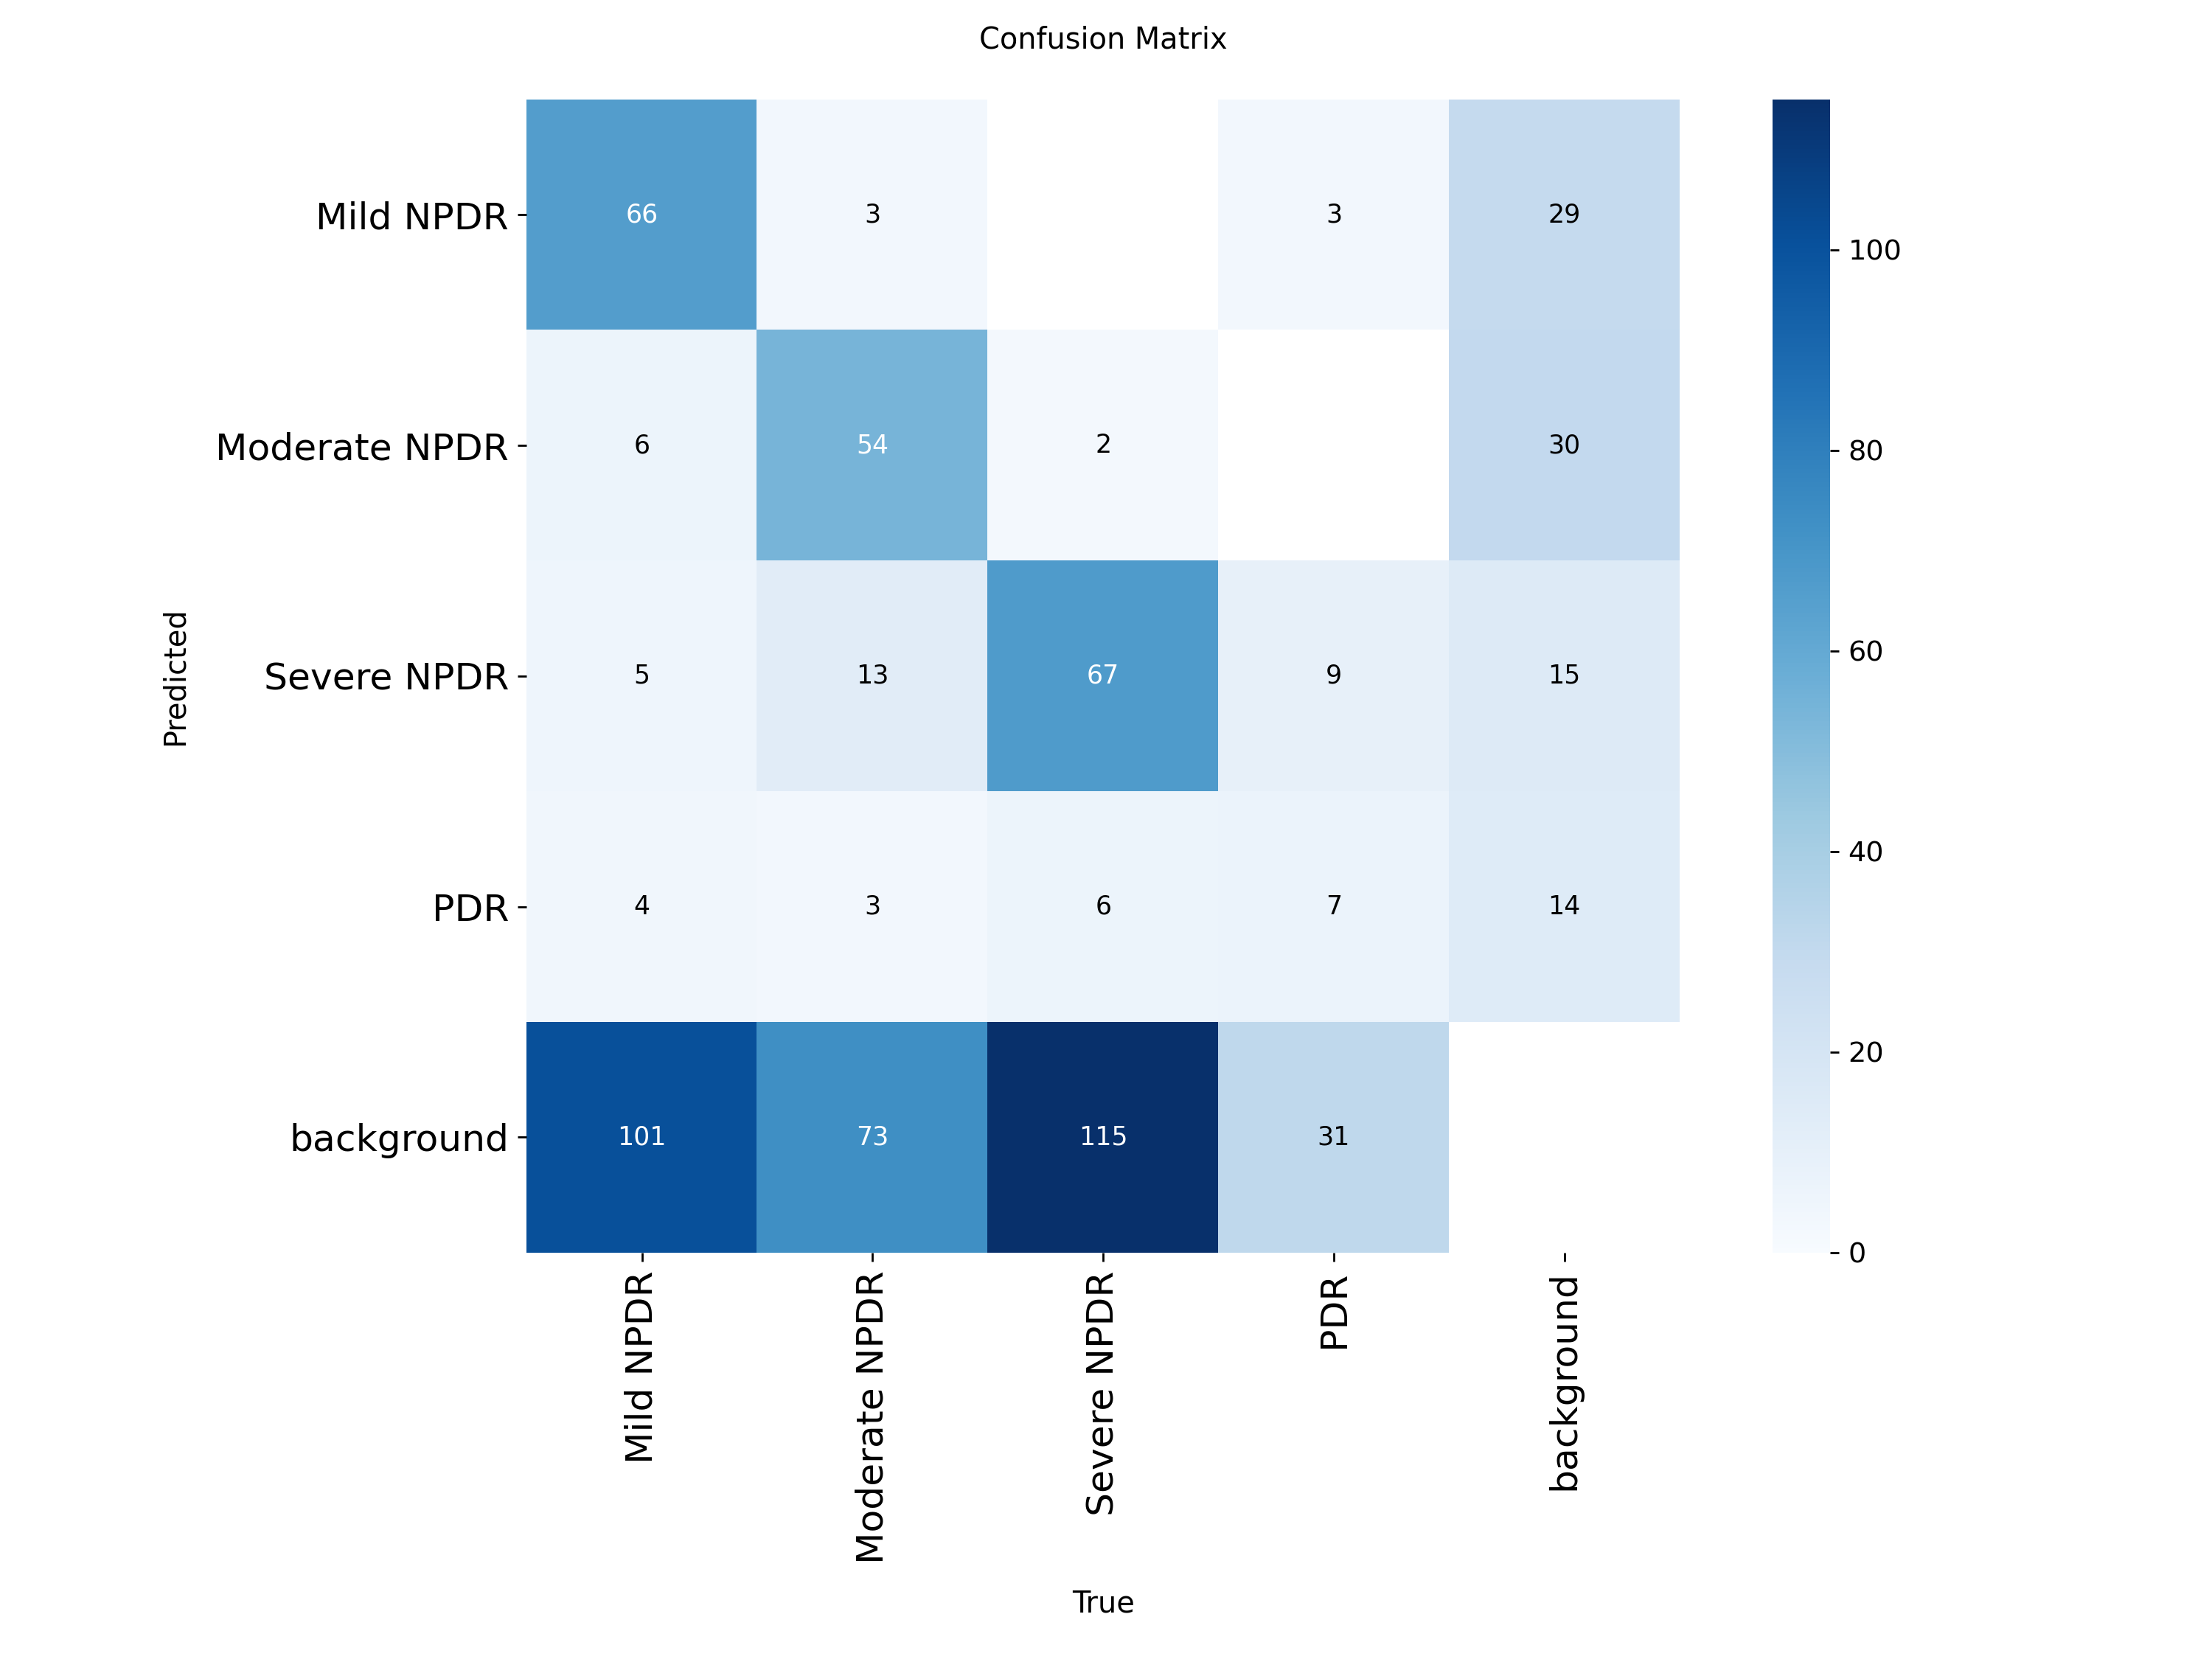 Confusion Matrix
Mild NPDR 66 3 3 29
Moderate NPDR 6 54 2 30
Severe NPDR 5 13 67 9 15
PDR 4 3 6 7 14
background 101 73 115 31
Predicted
Mild NPDR
Moderate NPDR
Severe NPDR
PDR
background
True
100
80
60
40
20
0